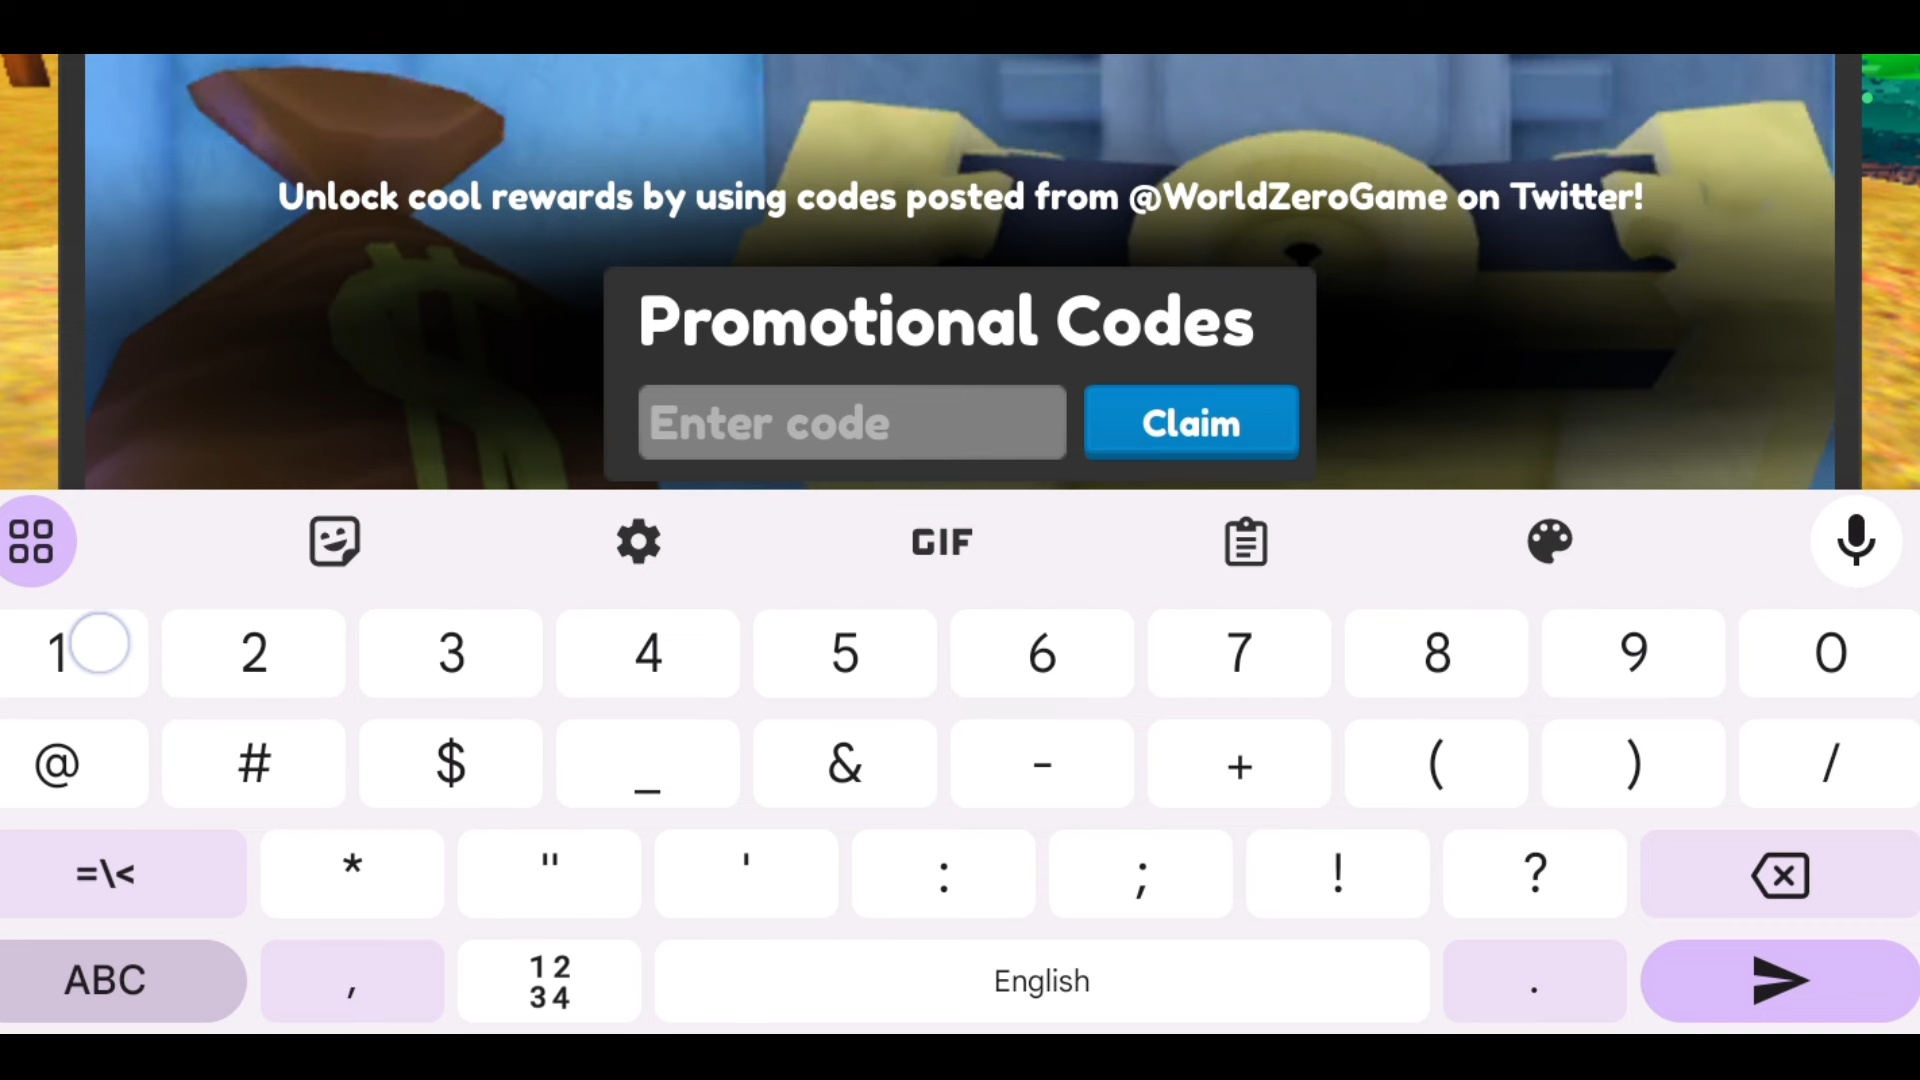 Unlock cool rewards by using codes posted from @WorldZeroGame on Twitter!
Promotional Codes
Enter code
Claim
GIF
1 2 3 4 5 6 7 8 9 0
@ # $ _ & - + ( ) /
=\< * " ' : ; ! ?
ABC , 12 34 English .